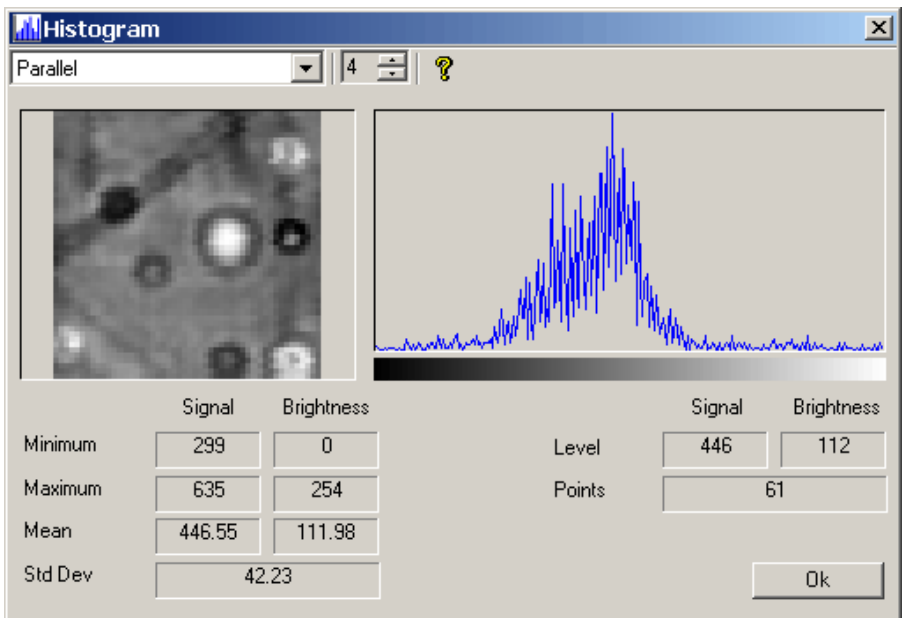 Histogram
Parallel 4 ?
Signal Brightness Signal Brightness
Minimum 299 0 Level 446 112
Maximum 635 254 Points 61
Mean 446.55 111.98
Std Dev 42.23 Ok